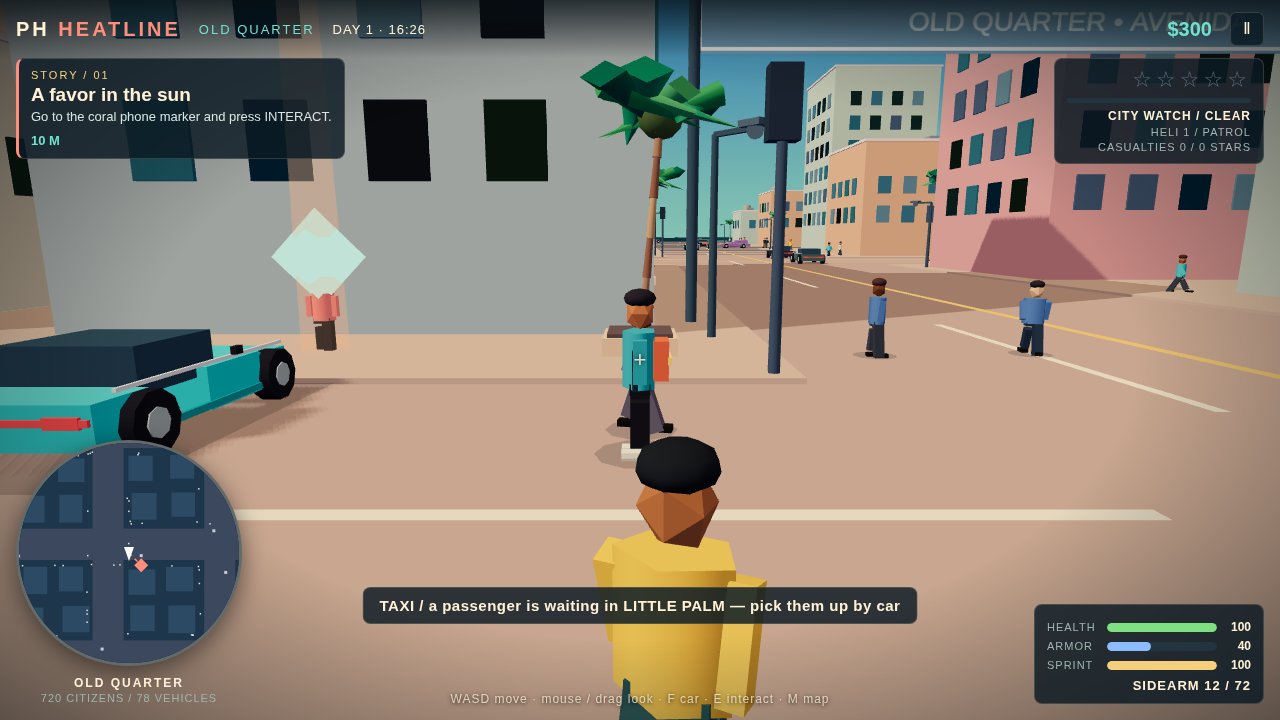 PH HEATLINE OLD QUARTER DAY 1 · 16:26
OLD QUARTER • AVENIDA
$300
STORY / 01
A favor in the sun
Go to the coral phone marker and press INTERACT.
10 M
CITY WATCH / CLEAR
HELI 1 / PATROL
CASUALTIES 0 / 0 STARS
TAXI / a passenger is waiting in LITTLE PALM — pick them up by car
HEALTH 100
ARMOR 40
SPRINT 100
SIDEARM 12 / 72
OLD QUARTER
720 CITIZENS / 78 VEHICLES
WASD move · mouse / drag look · F car · E interact · M map